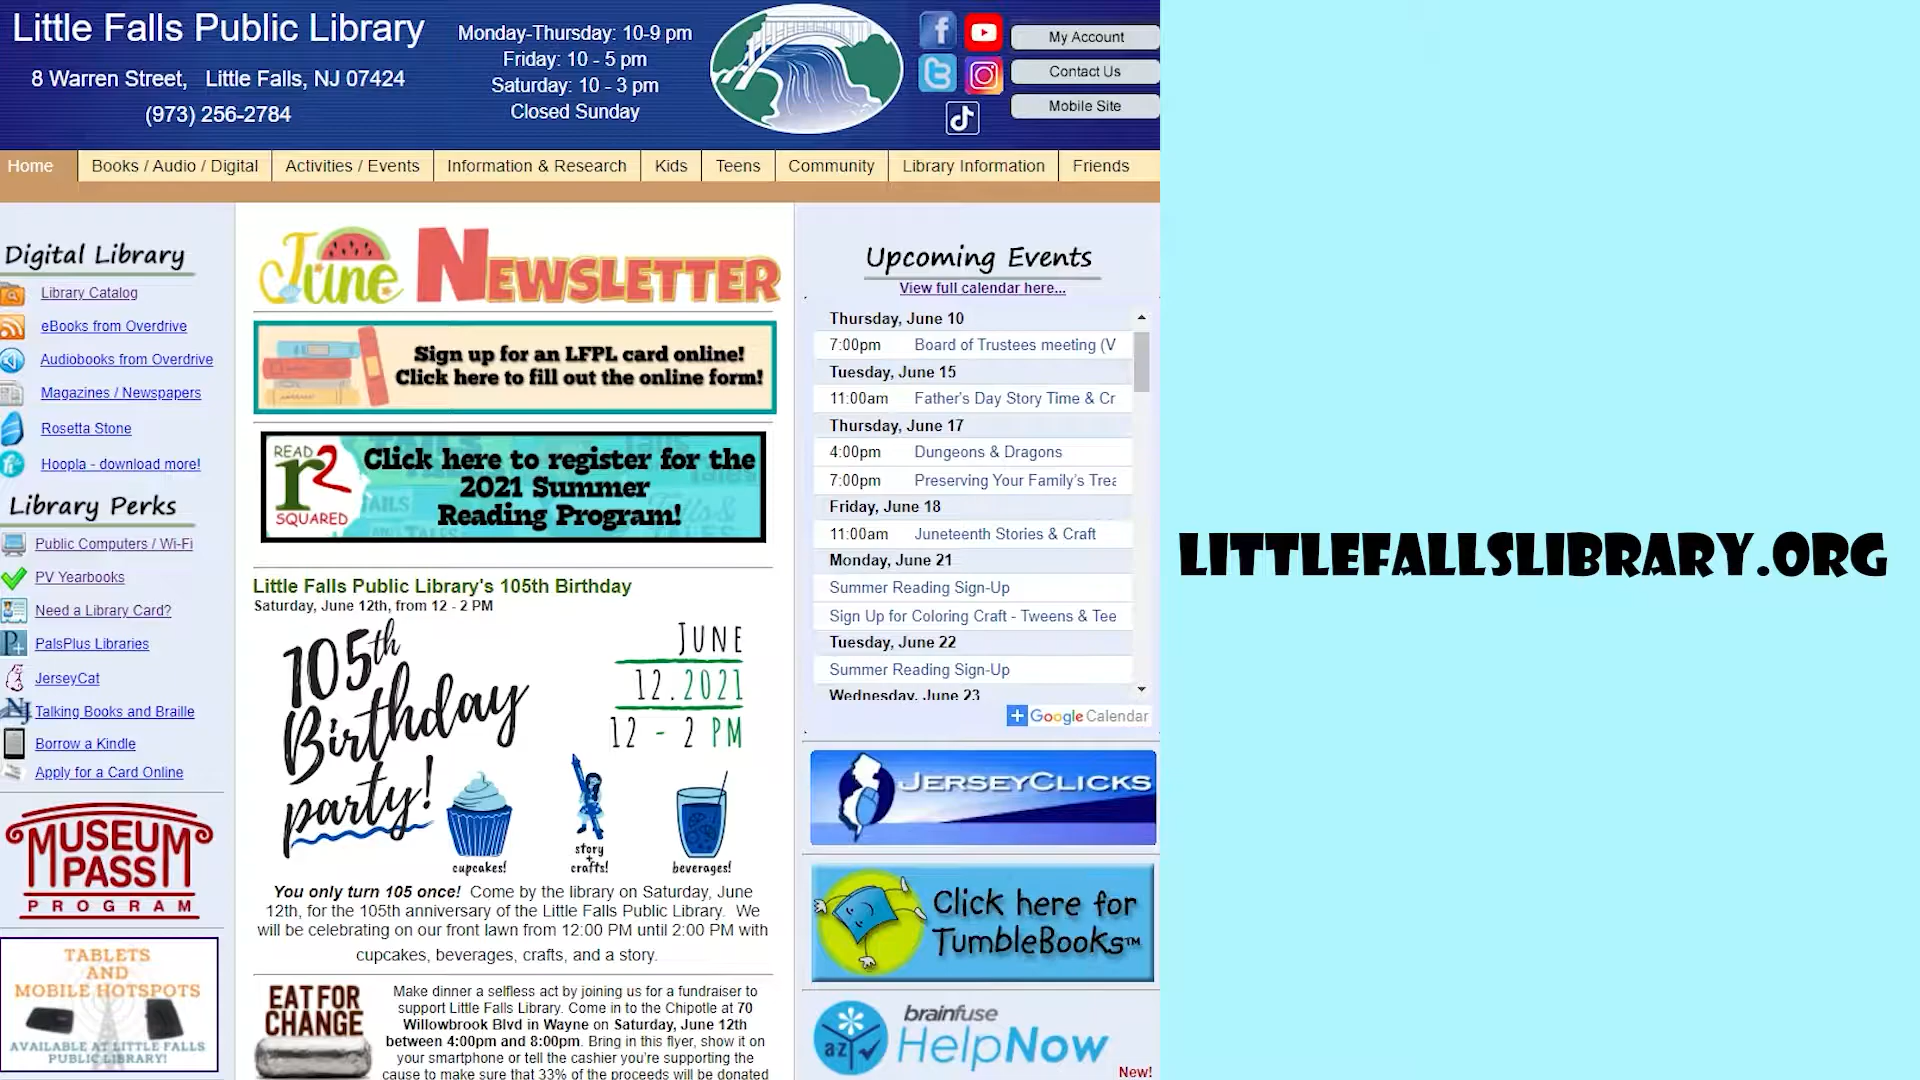 Little Falls Public Library
8 Warren Street, Little Falls, NJ 07424
(973) 256-2784
Monday-Thursday: 10-9 pm
Friday: 10 - 5 pm
Saturday: 10 - 3 pm
Closed Sunday
My Account
Contact Us
Mobile Site
Home
Books / Audio / Digital
Activities / Events
Information & Research
Kids
Teens
Community
Library Information
Friends
Digital Library
Library Catalog
eBooks from Overdrive
Audiobooks from Overdrive
Magazines / Newspapers
Rosetta Stone
Hoopla - download more!
Library Perks
Public Computers / Wi-Fi
PV Yearbooks
Need a Library Card?
PalsPlus Libraries
JerseyCat
Talking Books and Braille
Borrow a Kindle
Apply for a Card Online
MUSEUM
PASS
PROGRAM
TABLETS
AND
MOBILE HOTSPOTS
AVAILABLE AT LITTLE FALLS
PUBLIC LIBRARY!
June NEWSLETTER
Sign up for an LFPL card online!
Click here to fill out the online form!
READ
r2
SQUARED
Click here to register for the
2021 Summer
Reading Program!
Little Falls Public Library's 105th Birthday
Saturday, June 12th, from 12 - 2 PM
105th
Birthday
party!
JUNE
12.2021
12 - 2 PM
cupcakes!
story
+
crafts!
beverages!
You only turn 105 once! Come by the library on Saturday, June
12th, for the 105th anniversary of the Little Falls Public Library. We
will be celebrating on our front lawn from 12:00 PM until 2:00 PM with
cupcakes, beverages, crafts, and a story.
EAT FOR
CHANGE
Make dinner a selfless act by joining us for a fundraiser to
support Little Falls Library. Come in to the Chipotle at 70
Willowbrook Blvd in Wayne on Saturday, June 12th
between 4:00pm and 8:00pm. Bring in this flyer, show it on
your smartphone or tell the cashier you're supporting the
cause to make sure that 33% of the proceeds will be donated
Upcoming Events
View full calendar here...
Thursday, June 10
7:00pm Board of Trustees meeting (V
Tuesday, June 15
11:00am Father's Day Story Time & Cr
Thursday, June 17
4:00pm Dungeons & Dragons
7:00pm Preserving Your Family's Trea
Friday, June 18
11:00am Juneteenth Stories & Craft
Monday, June 21
Summer Reading Sign-Up
Sign Up for Coloring Craft - Tweens & Tee
Tuesday, June 22
Summer Reading Sign-Up
Wednesday, June 23
Google Calendar
JERSEYCLICKS
Click here for
TumbleBooks™
brainfuse
HelpNow
New!
LITTLEFALLSLIBRARY.ORG